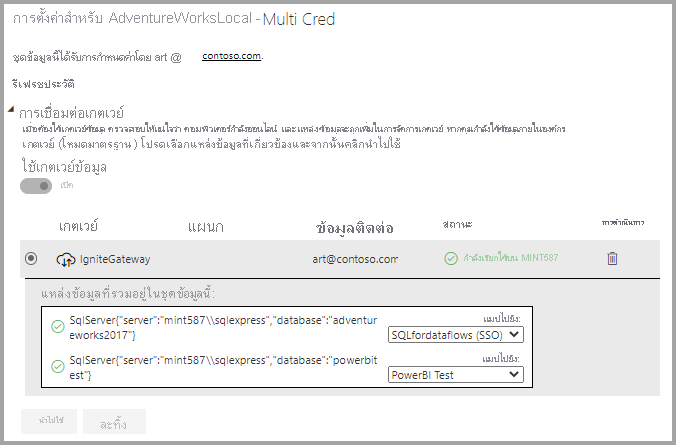 การตั้งค่าสำหรับ AdventureWorksLocal - Multi Cred
ชุดข้อมูลนี้ได้รับการกำหนดค่าโดย art @ contoso.com.
รีเฟรชประวัติ
การเชื่อมต่อเกตเวย์
เมื่อต้องใช้เกตเวย์ข้อมูล ตรวจสอบให้แน่ใจว่า คอมพิวเตอร์กำลังออนไลน์ และแหล่งข้อมูลจะถูกเพิ่มในการจัดการเกตเวย์ หากคุณกำลังใช้ข้อมูลภายในองค์กร
เกตเวย์ (โหมดมาตรฐาน ) โปรดเลือกแหล่งข้อมูลที่เกี่ยวข้องและจากนั้นคลิกนำไปใช้
ใช้เกตเวย์ข้อมูล
เปิด
เกตเวย์ แผนก ข้อมูลติดต่อ สถานะ การดำเนินการ
IgniteGateway art@contoso.com กำลังเรียกใช้บน MINT587
แหล่งข้อมูลที่รวมอยู่ในชุดข้อมูลนี้:
SqlServer{"server":"mint587\\sqlexpress","database":"adventur
eworks2017"}
แมปไปยัง:
SQLfordataflows (SSO)
SqlServer{"server":"mint587\\sqlexpress","database":"powerbit
est"}
แมปไปยัง:
PowerBI Test
นำไปใช้ ละทิ้ง